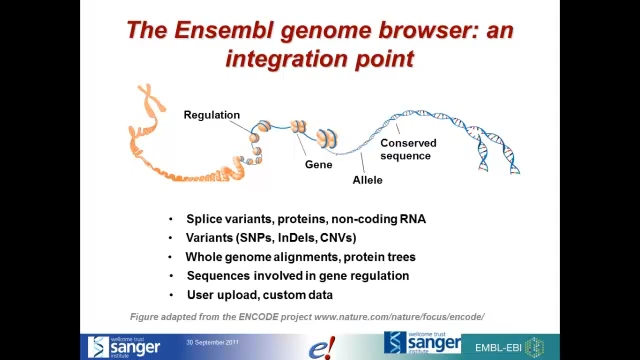 The Ensembl genome browser: an
integration point
Regulation
Gene
Allele
Conserved
sequence
• Splice variants, proteins, non-coding RNA
• Variants (SNPs, InDels, CNVs)
• Whole genome alignments, protein trees
• Sequences involved in gene regulation
• User upload, custom data
Figure adapted from the ENCODE project www.nature.com/nature/focus/encode/
wellcome trust
sanger
institute
30 September 2011
e!
wellcome trust
sanger
institute
EMBL-EBI